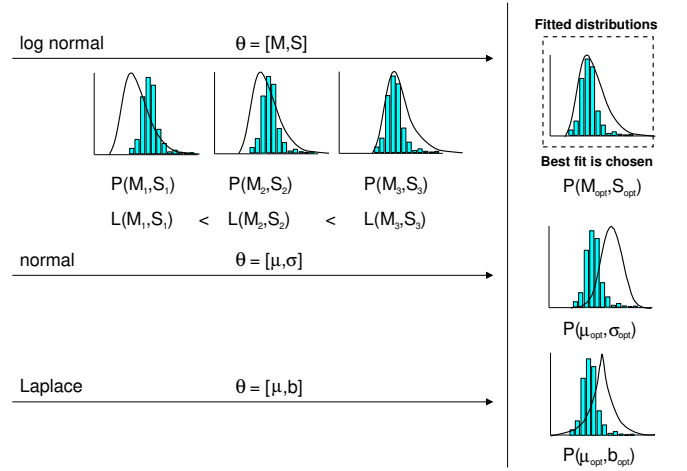 Fitted distributions
log normal θ = [M,S]
Best fit is chosen
P(M₁,S₁) P(M₂,S₂) P(M₃,S₃) P(Mopt,Sopt)
L(M₁,S₁) < L(M₂,S₂) < L(M₃,S₃)
normal θ = [μ,σ]
P(μopt,σopt)
Laplace θ = [μ,b]
P(μopt,bopt)